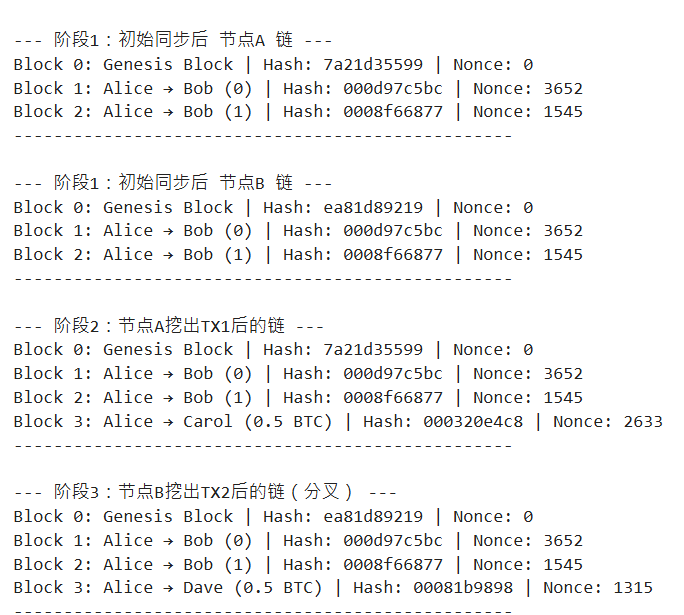 --- 阶段1：初始同步后 节点A 链 ---
Block 0: Genesis Block | Hash: 7a21d35599 | Nonce: 0
Block 1: Alice → Bob (0) | Hash: 000d97c5bc | Nonce: 3652
Block 2: Alice → Bob (1) | Hash: 0008f66877 | Nonce: 1545
--------------------------------------------------
--- 阶段1：初始同步后 节点B 链 ---
Block 0: Genesis Block | Hash: ea81d89219 | Nonce: 0
Block 1: Alice → Bob (0) | Hash: 000d97c5bc | Nonce: 3652
Block 2: Alice → Bob (1) | Hash: 0008f66877 | Nonce: 1545
--------------------------------------------------
--- 阶段2：节点A挖出TX1后的链 ---
Block 0: Genesis Block | Hash: 7a21d35599 | Nonce: 0
Block 1: Alice → Bob (0) | Hash: 000d97c5bc | Nonce: 3652
Block 2: Alice → Bob (1) | Hash: 0008f66877 | Nonce: 1545
Block 3: Alice → Carol (0.5 BTC) | Hash: 000320e4c8 | Nonce: 2633
--------------------------------------------------
--- 阶段3：节点B挖出TX2后的链（分叉） ---
Block 0: Genesis Block | Hash: ea81d89219 | Nonce: 0
Block 1: Alice → Bob (0) | Hash: 000d97c5bc | Nonce: 3652
Block 2: Alice → Bob (1) | Hash: 0008f66877 | Nonce: 1545
Block 3: Alice → Dave (0.5 BTC) | Hash: 00081b9898 | Nonce: 1315
--------------------------------------------------